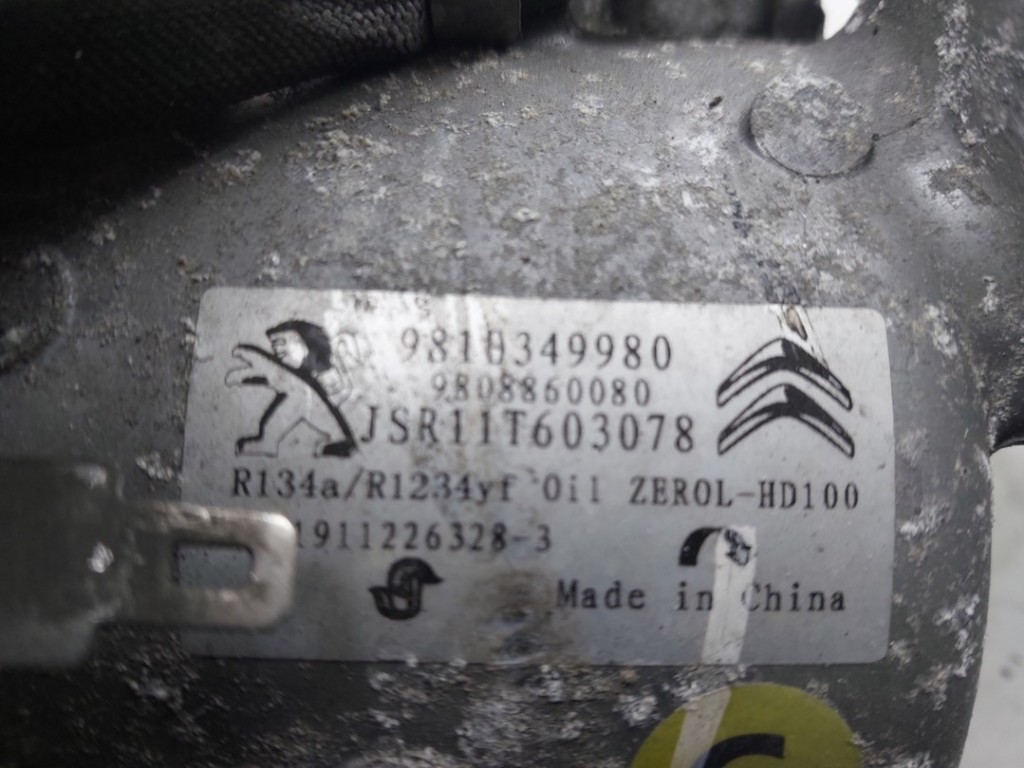 9810349980
9808860080
JSR11T603078
R134a/R1234yf Oil ZEROL-HD100
1911226328-3
Made in China